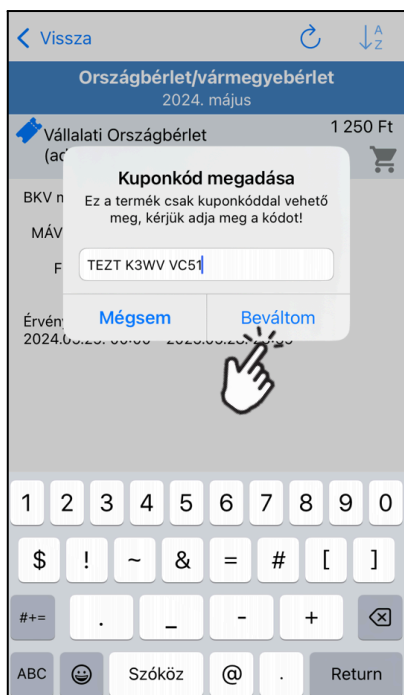 Vissza
A
Z
Országbérlet/vármegyebérlet
2024. május
Vállalati Országbérlet
1 250 Ft
Kuponkód megadása
Ez a termék csak kuponkóddal vehető
meg, kérjük adja meg a kódot!
BKV
MÁV
TEZT K3WV VC51
F
Mégsem
Beváltom
1 2 3 4 5 6 7 8 9 0
$ ! ~ & = # [ ]
#+= . _ - +
ABC Szóköz @ . Return